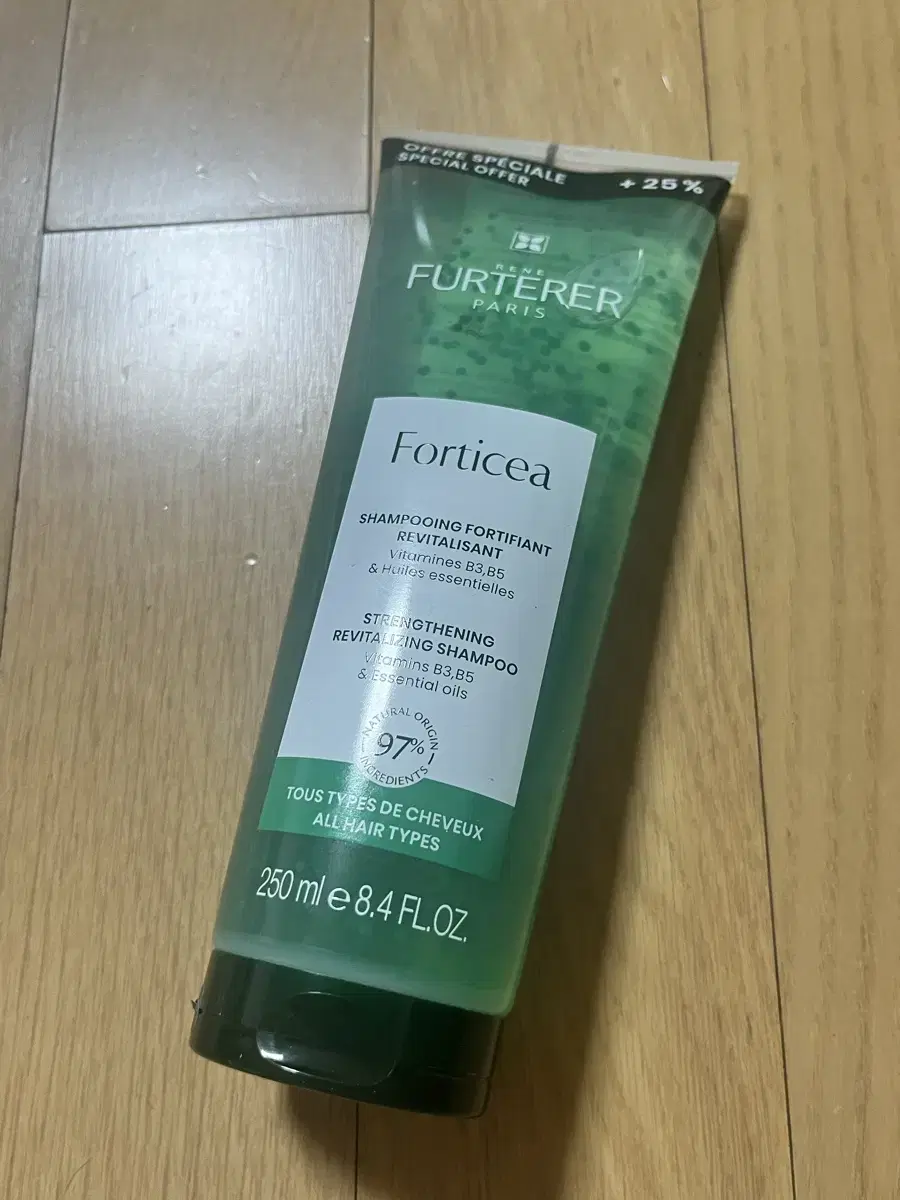 OFFRE SPÉCIALE
SPECIAL OFFER
+ 25 %
RENE
FURTERER
PARIS
Forticea
SHAMPOOING FORTIFIANT
REVITALISANT
Vitamines B3,B5
& Huiles essentielles
STRENGTHENING
REVITALIZING SHAMPOO
Vitamins B3,B5
& Essential oils
NATURAL ORIGIN
97%
INGREDIENTS
TOUS TYPES DE CHEVEUX
ALL HAIR TYPES
250 ml e 8.4 FL.OZ.